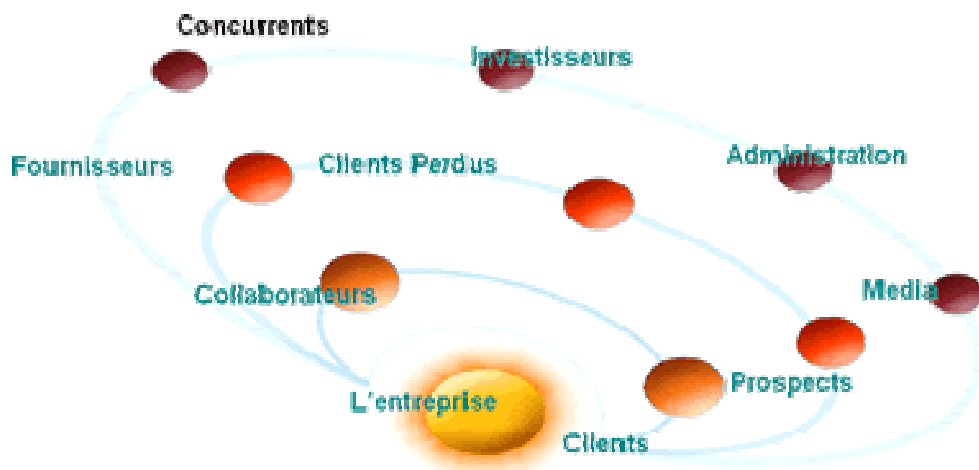 Concurrents
Investisseurs
Fournisseurs
Clients Perdus
Administration
Collaborateurs
Media
L'entreprise
Prospects
Clients